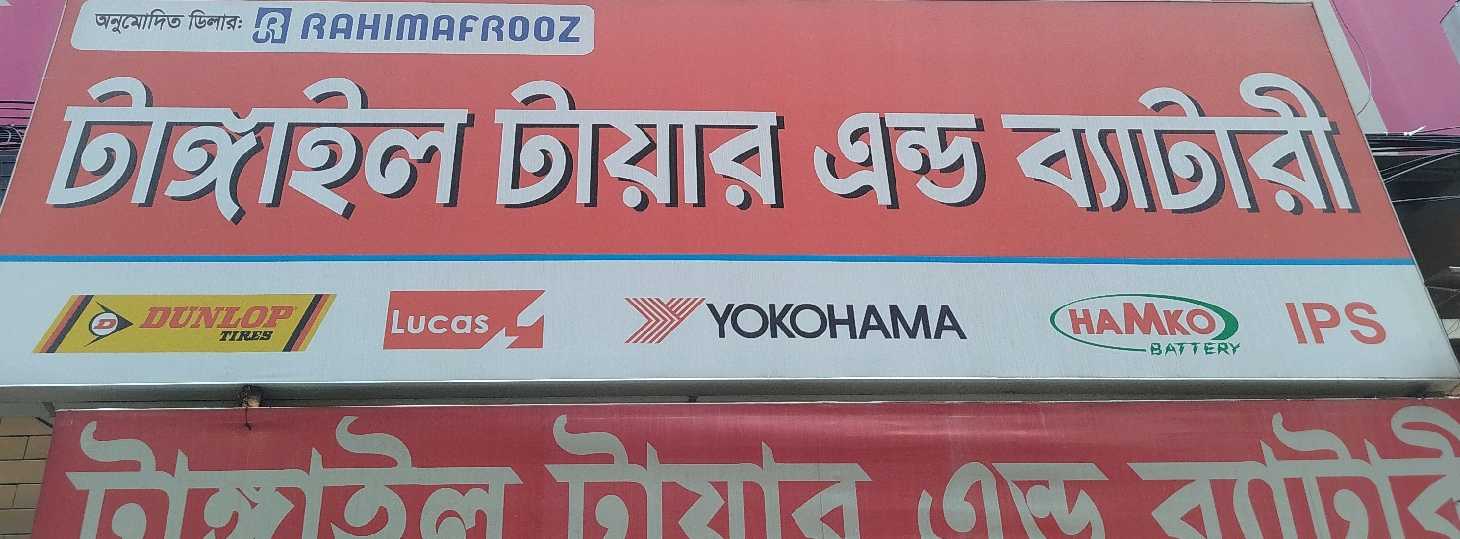 অনুমোদিত ডিলার: RAHIMAFROOZ
টাঙ্গাইল টায়ার এন্ড ব্যাটারী
DUNLOP TIRES Lucas YOKOHAMA HAMKO BATTERY IPS
টাঙ্গাইল টায়ার এন্ড ব্যাটারী